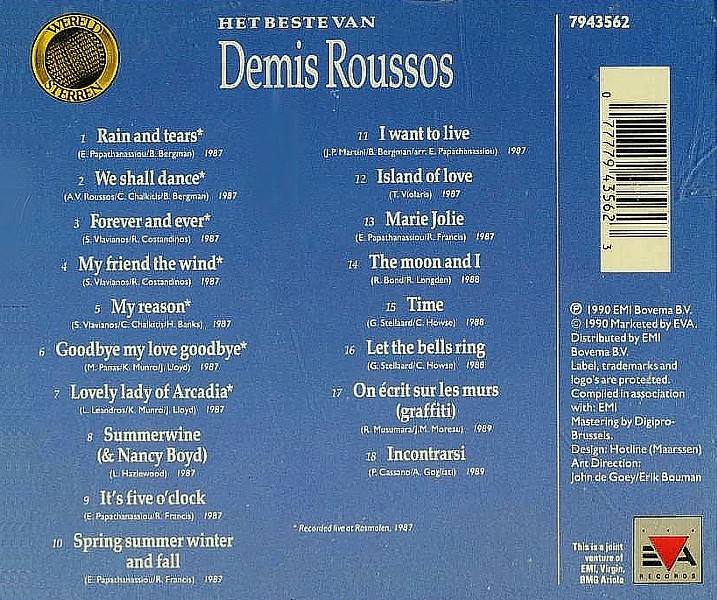 WERELD
STERREN
HET BESTE VAN
Demis Roussos
1 Rain and tears*
(E. Papathanassiou/B. Bergman) 1987
2 We shall dance*
(A.V. Roussos/C. Chalkitis/B. Bergman) 1987
3 Forever and ever*
(S. Vlavianos/R. Costandinos) 1987
4 My friend the wind*
(S. Vlavianos/R. Costandinos) 1987
5 My reason*
(S. Vlavianos/C. Chalkitis/H. Banks) 1987
6 Goodbye my love goodbye*
(M. Panas/K. Munro/J. Lloyd) 1987
7 Lovely lady of Arcadia*
(L. Leandros/K. Munro/J. Lloyd) 1987
8 Summerwine
(& Nancy Boyd)
(L. Hazlewood) 1987
9 It's five o'clock
(E. Papathanassiou/R. Francis) 1987
10 Spring summer winter
and fall
(E. Papathanassiou/R. Francis) 1987
11 I want to live
(J.P. Martini/B. Bergman/arr. E. Papathanassiou) 1987
12 Island of love
(T. Violaris) 1987
13 Marie Jolie
(E. Papathanassiou/R. Francis) 1987
14 The moon and I
(R. Bond/R. Longdan) 1988
15 Time
(G. Stellaard/C. Howse) 1988
16 Let the bells ring
(G. Stellaard/C. Howse) 1988
17 On écrit sur les murs
(graffiti)
(R. Musumara/J.M. Moreau) 1989
18 Incontrarsi
(P. Cassano/A. Gogliati) 1989
* Recorded live at Rosmalen, 1987
7943562
0 77779 43562 3
℗ 1990 EMI Bovema B.V.
© 1990 Marketed by EVA.
Distributed by EMI
Bovema B.V.
Label, trademarks and
logo's are protected.
Compiled in association
with: EMI
Mastering by Digipro-
Brussels.
Design: Hotline (Maarssen)
Art Direction:
John de Goey/Erik Bouman
This is a joint
venture of
EMI, Virgin,
BMG Ariola
EVA
RECORDS